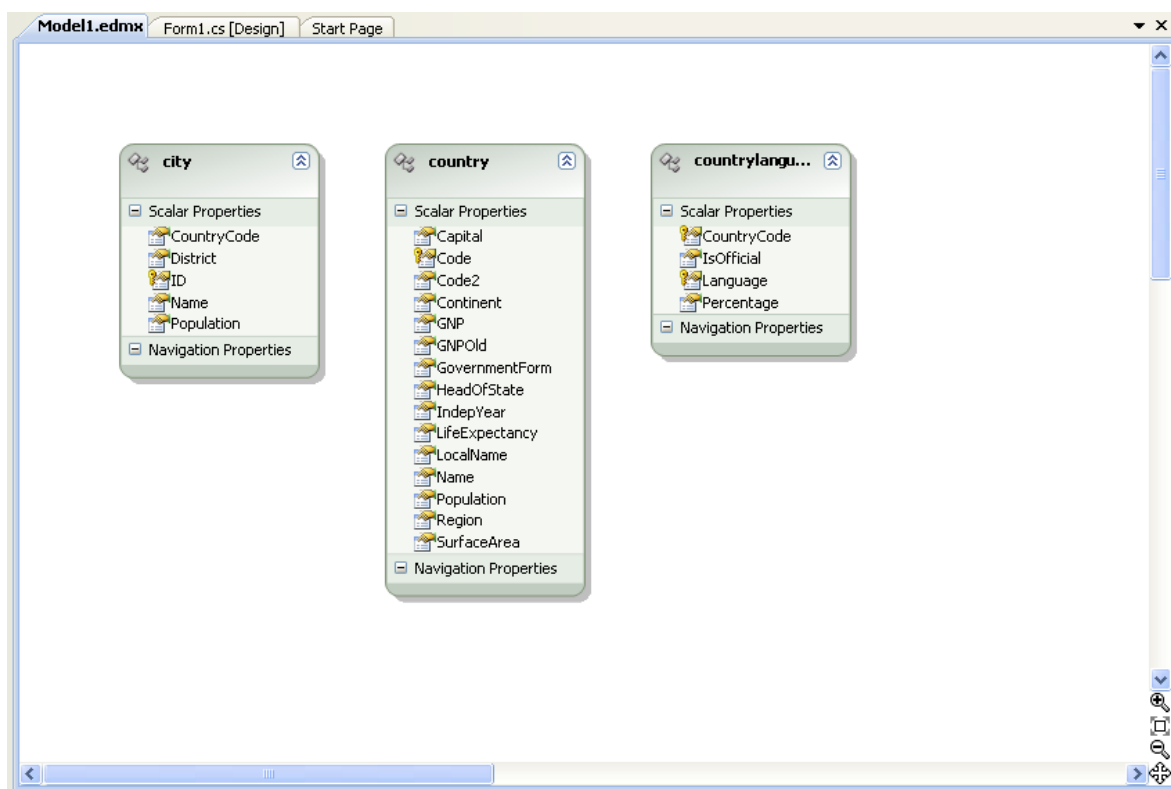 Model1.edmx Form1.cs [Design] Start Page
city
Scalar Properties
CountryCode
District
ID
Name
Population
Navigation Properties
country
Scalar Properties
Capital
Code
Code2
Continent
GNP
GNPOld
GovernmentForm
HeadOfState
IndepYear
LifeExpectancy
LocalName
Name
Population
Region
SurfaceArea
Navigation Properties
countrylangu...
Scalar Properties
CountryCode
IsOfficial
Language
Percentage
Navigation Properties